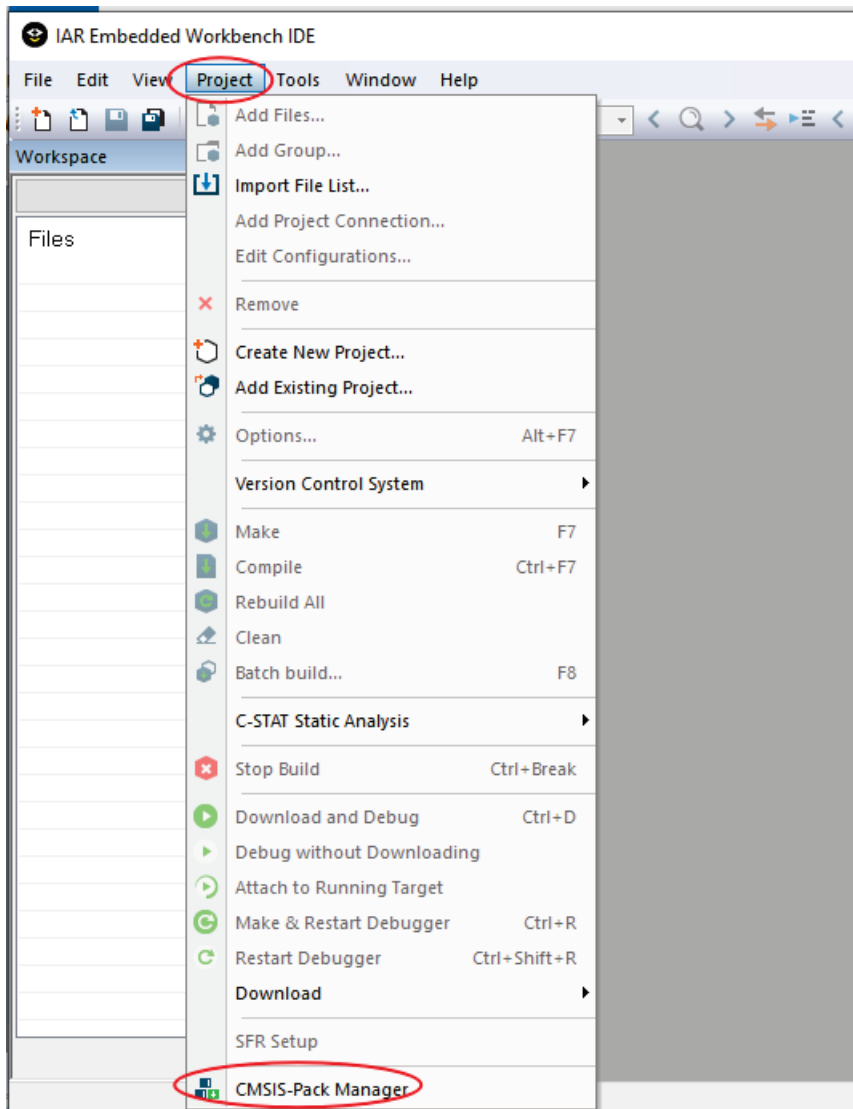 IAR Embedded Workbench IDE
File Edit View Project Tools Window Help
Workspace
Files
Add Files...
Add Group...
Import File List...
Add Project Connection...
Edit Configurations...
Remove
Create New Project...
Add Existing Project...
Options... Alt+F7
Version Control System
Make F7
Compile Ctrl+F7
Rebuild All
Clean
Batch build... F8
C-STAT Static Analysis
Stop Build Ctrl+Break
Download and Debug Ctrl+D
Debug without Downloading
Attach to Running Target
Make & Restart Debugger Ctrl+R
Restart Debugger Ctrl+Shift+R
Download
SFR Setup
CMSIS-Pack Manager